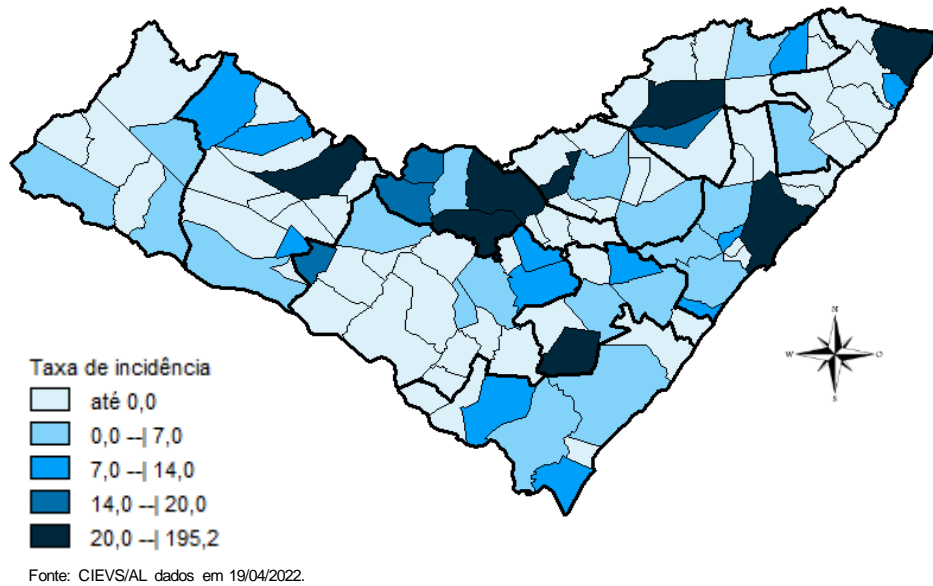 N
W O
S
Taxa de incidência
até 0,0
0,0 --| 7,0
7,0 --| 14,0
14,0 --| 20,0
20,0 --| 195,2
Fonte: CIEVS/AL dados em 19/04/2022.